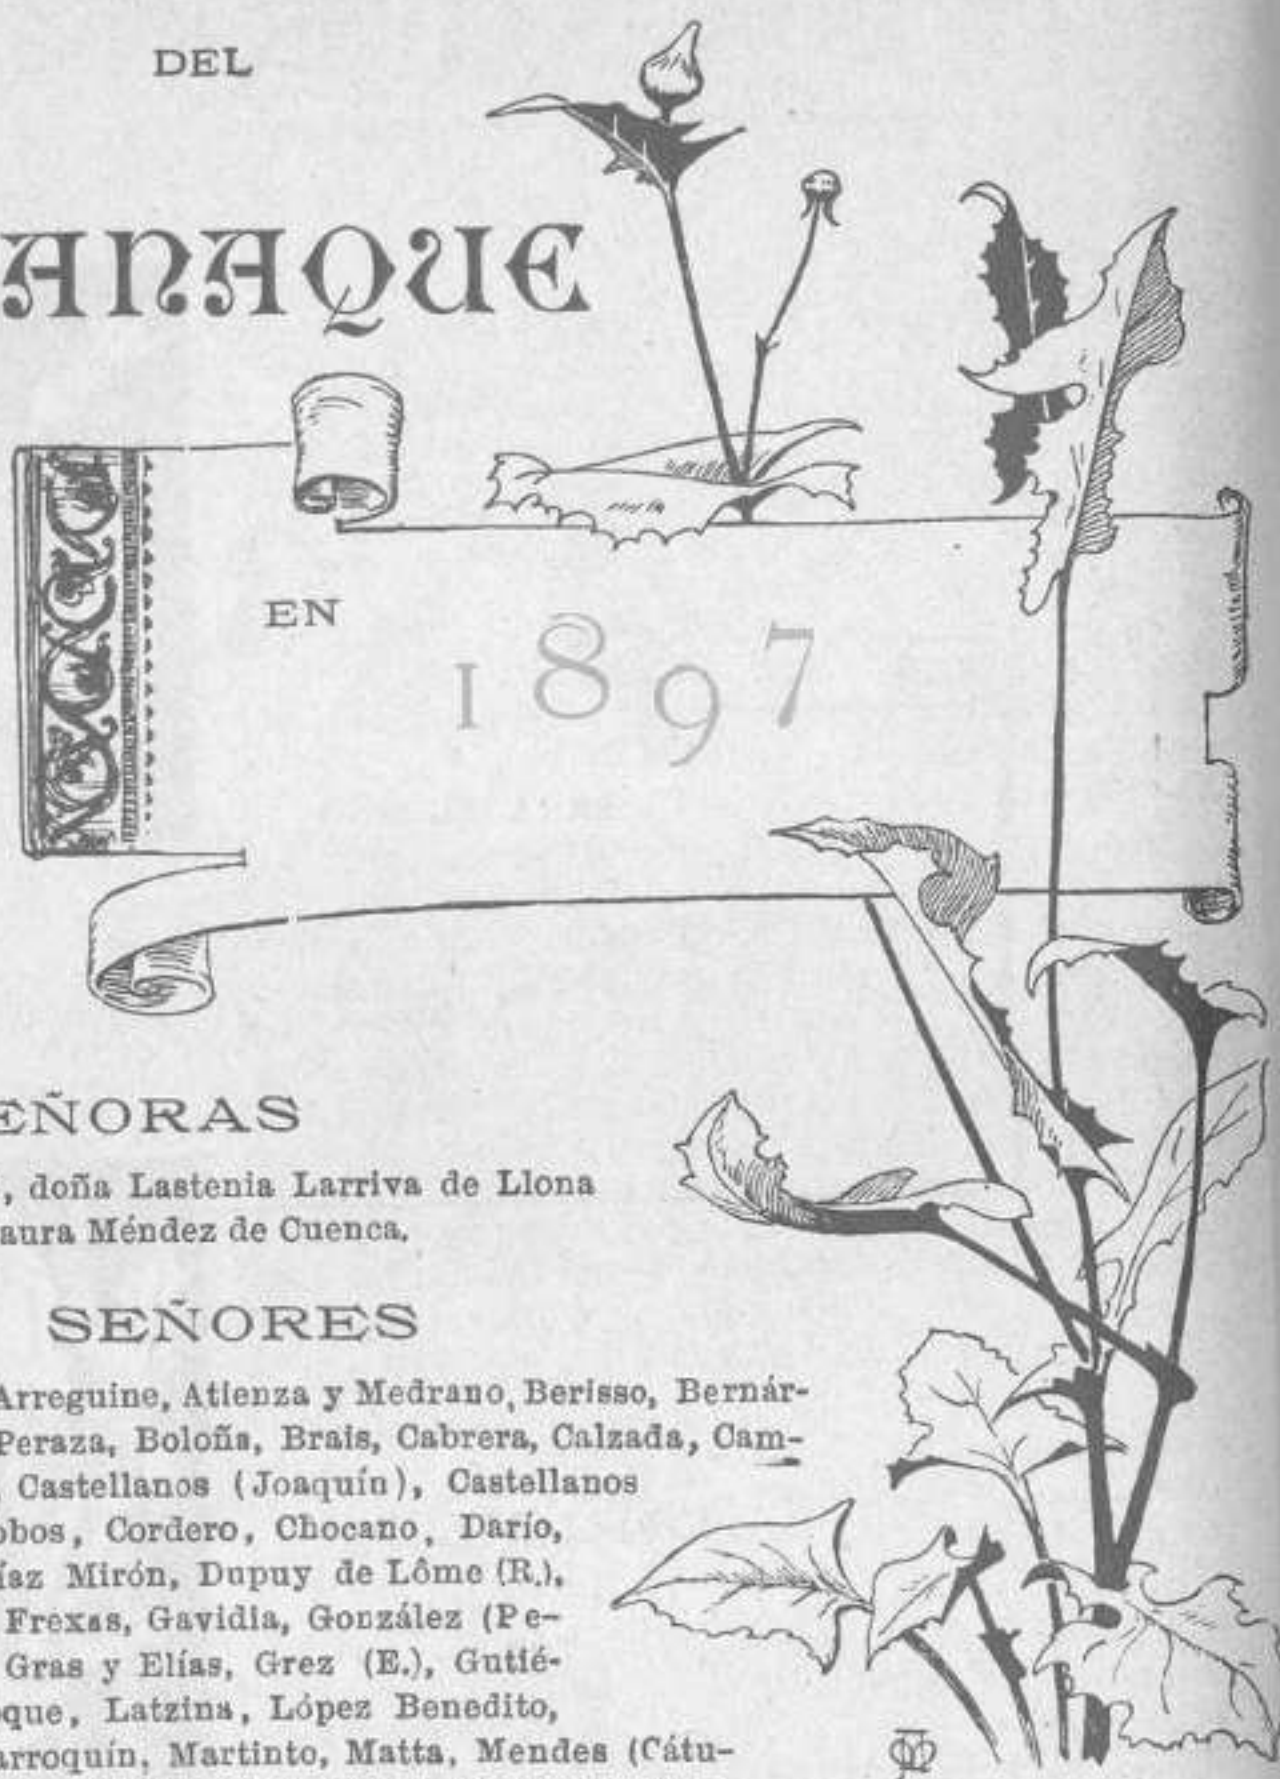 DEL
ANAQUE
EN
1897
EÑORAS
, doña Lastenia Larriva de Llona
aura Méndez de Cuenca.
SEÑORES
Arreguine, Atienza y Medrano, Berisso, Bernár-
Peraza, Boloña, Brais, Cabrera, Calzada, Cam-
, Castellanos (Joaquín), Castellanos
obos, Cordero, Chocano, Darío,
íaz Mirón, Dupuy de Lôme (R.),
Frexas, Gavidia, González (Pe-
Gras y Elías, Grez (E.), Gutié-
oque, Latzina, López Benedito,
arroquín, Martinto, Matta, Mendes (Cátu-